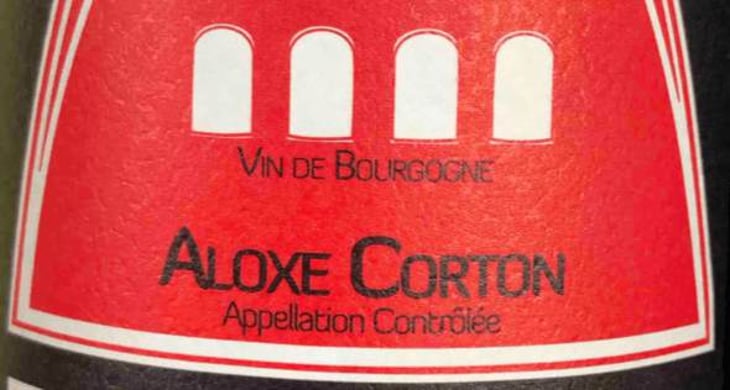 Vin de Bourgogne
Aloxe Corton
Appellation Contrôlée